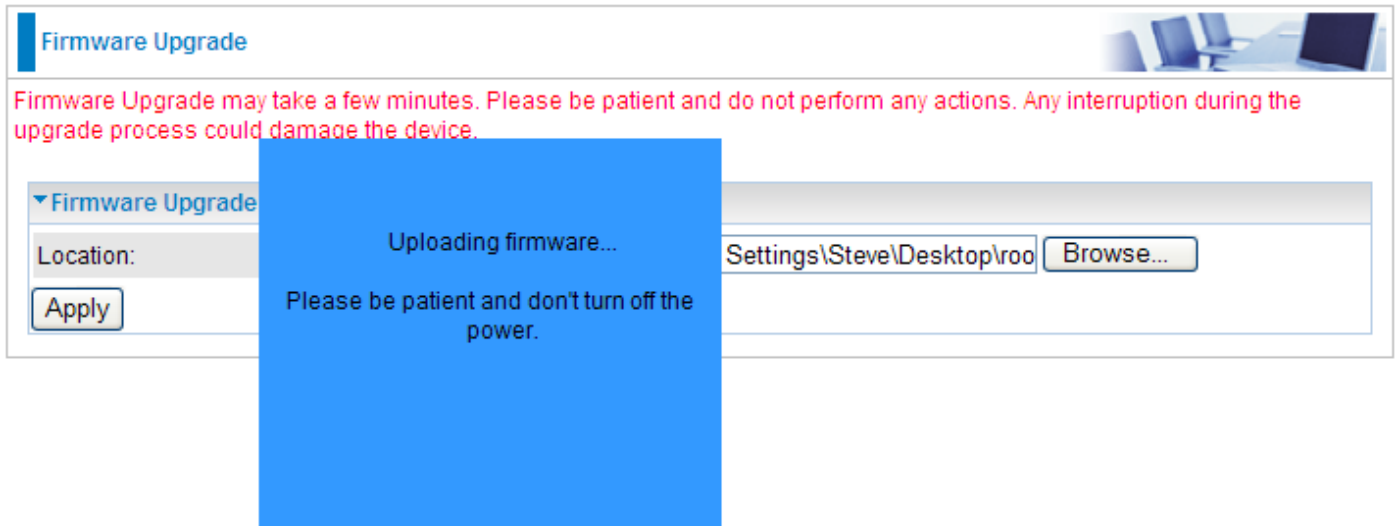 Firmware Upgrade
Firmware Upgrade may take a few minutes. Please be patient and do not perform any actions. Any interruption during the
upgrade process could damage the device.
Firmware Upgrade
Location:
Settings\Steve\Desktop\roo
Browse...
Uploading firmware...
Apply
Please be patient and don't turn off the
power.